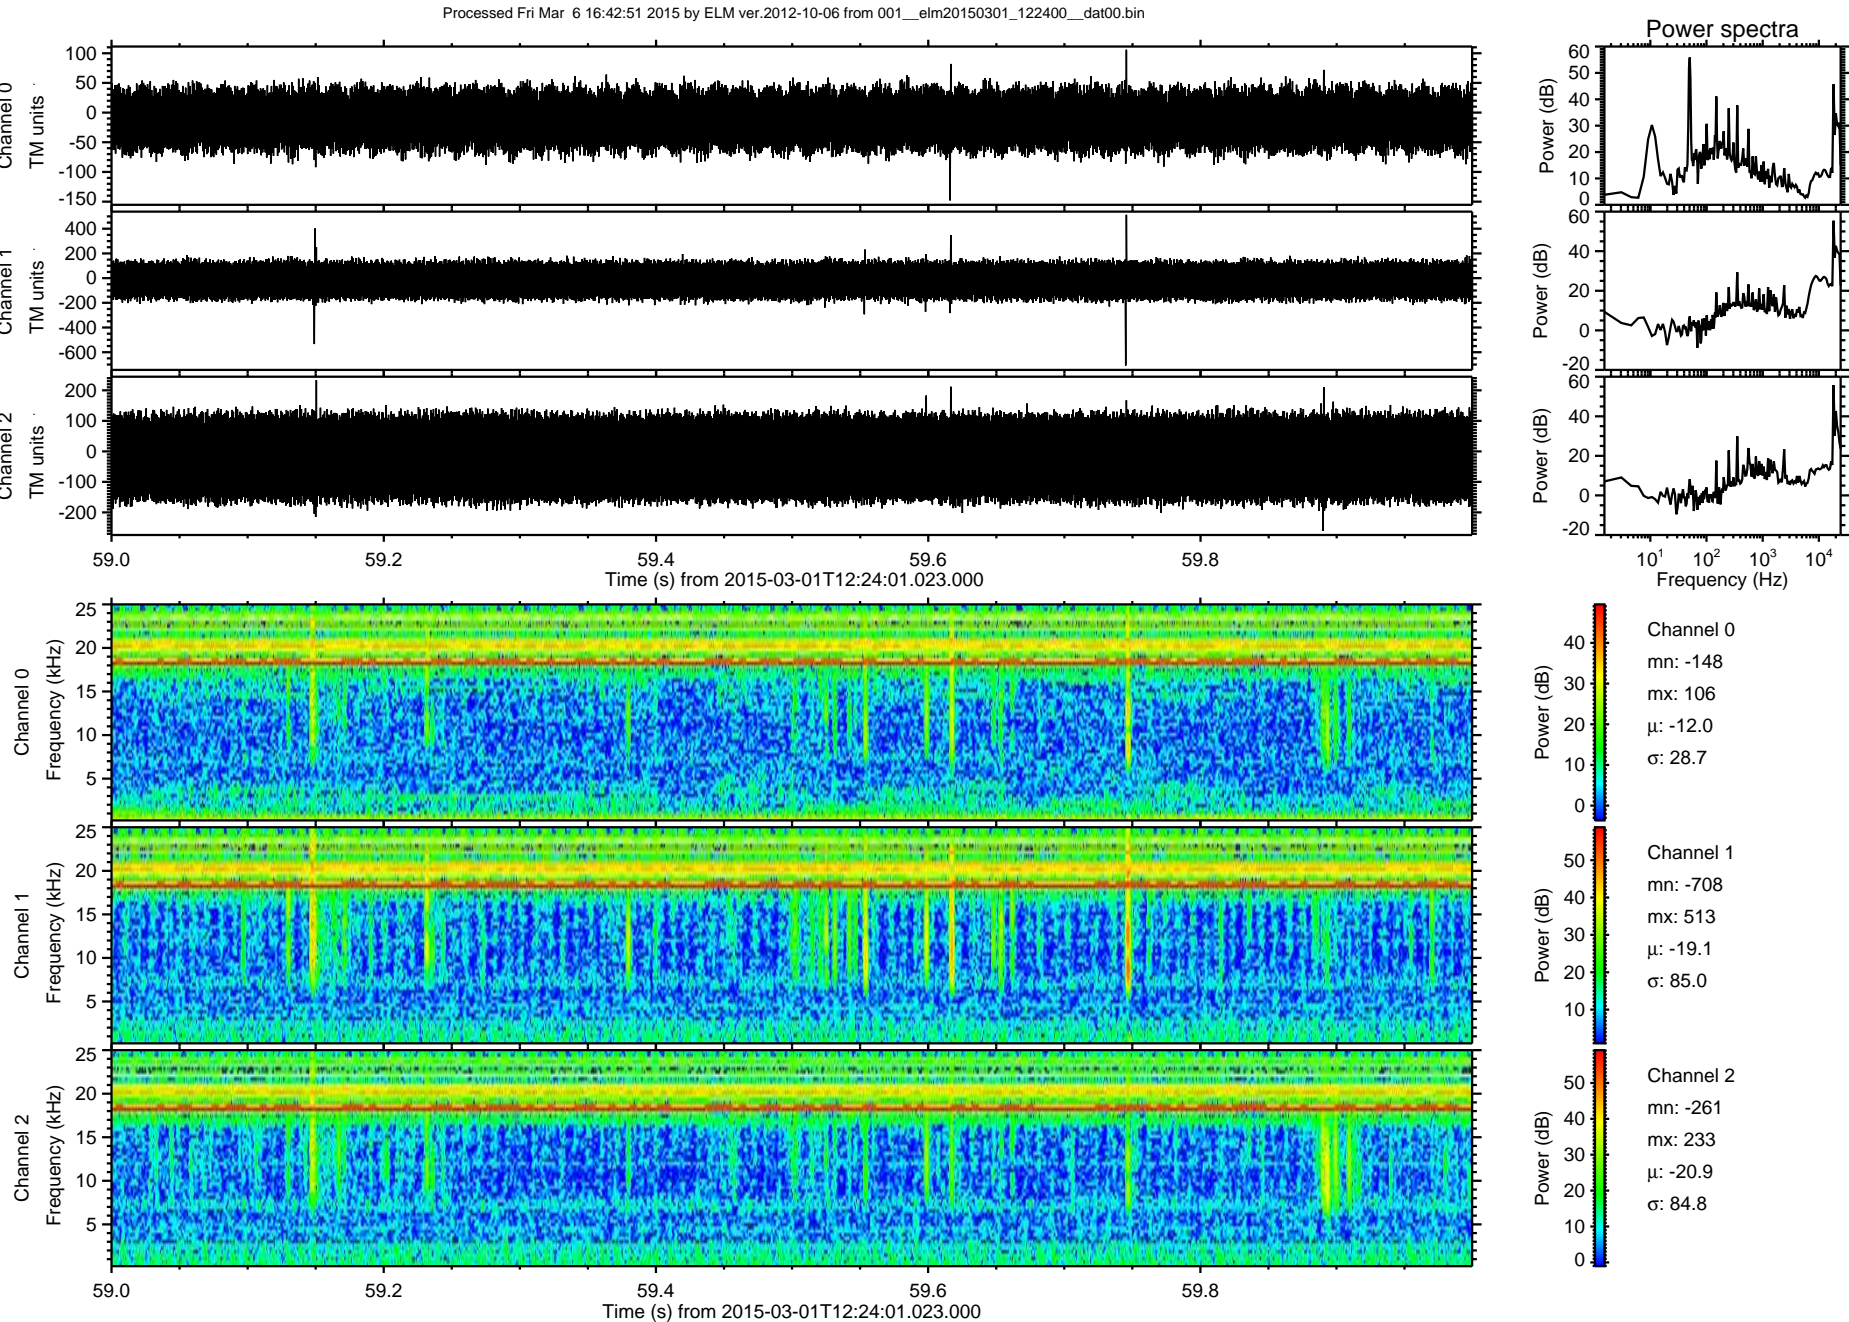 Processed Fri Mar  6 16:42:51 2015 by ELM ver.2012-10-06 from 001__elm20150301_122400__dat00.bin
Power spectra
Channel 0
TM units
100
50
0
-50
-100
-150
Power (dB)
60
50
40
30
20
10
0
Channel 1
TM units
400
200
0
-200
-400
-600
Power (dB)
60
40
20
0
-20
Channel 2
TM units
200
100
0
-100
-200
Power (dB)
60
40
20
0
-20
59.0 59.2 59.4 59.6 59.8
Time (s) from 2015-03-01T12:24:01.023.000
10¹ 10² 10³ 10⁴
Frequency (Hz)
Channel 0
Frequency (kHz)
25
20
15
10
5
Power (dB)
40
30
20
10
0
Channel 0
mn: -148
mx: 106
μ: -12.0
σ: 28.7
Channel 1
Frequency (kHz)
25
20
15
10
5
Power (dB)
50
40
30
20
10
Channel 1
mn: -708
mx: 513
μ: -19.1
σ: 85.0
Channel 2
Frequency (kHz)
25
20
15
10
5
Power (dB)
50
40
30
20
10
0
Channel 2
mn: -261
mx: 233
μ: -20.9
σ: 84.8
59.0 59.2 59.4 59.6 59.8
Time (s) from 2015-03-01T12:24:01.023.000